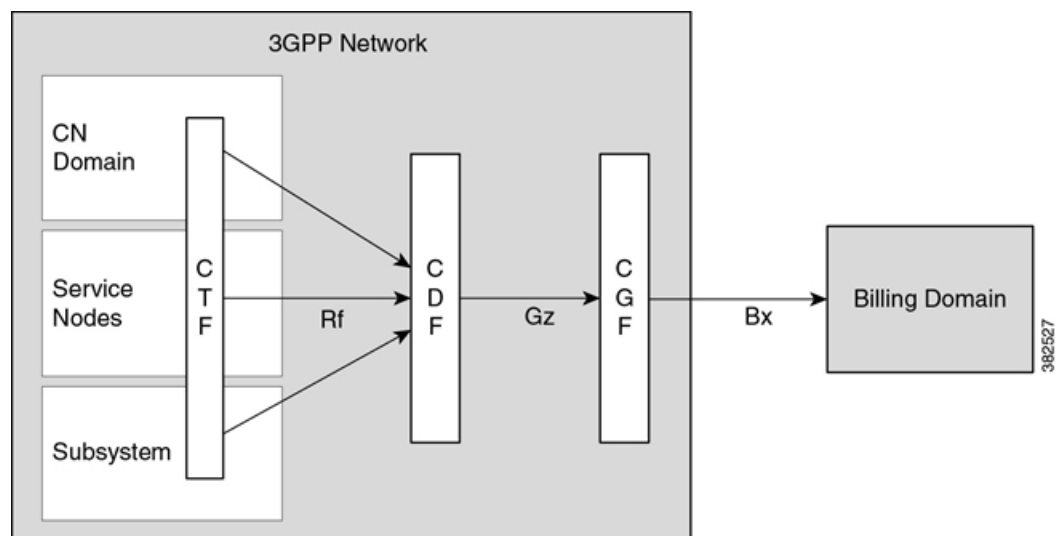 3GPP Network
CN
Domain
Service
Nodes
Subsystem
C
T
F
Rf
C
D
F
Gz
C
G
F
Bx
Billing Domain
382527